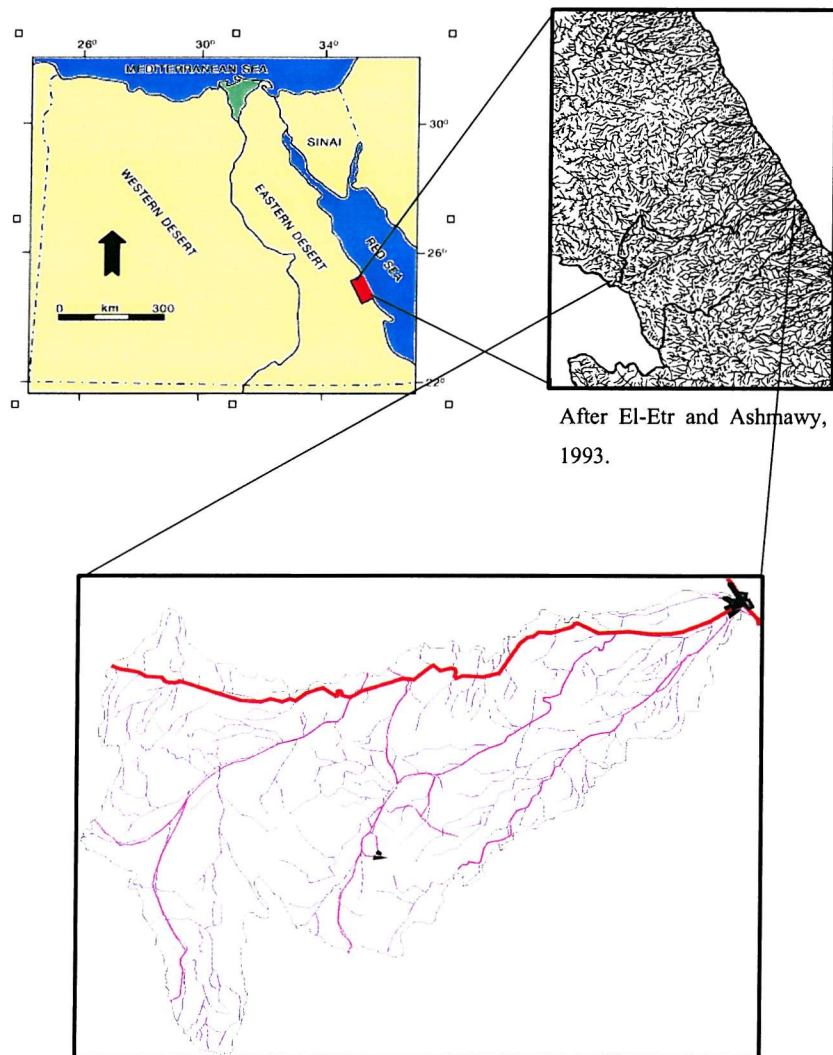 26° 30° 34°
MEDITERRANEAN SEA
30°
SINAI
WESTERN DESERT
EASTERN DESERT
RED SEA
26°
0 km 300
22°
After El-Etr and Ashmawy,
1993.